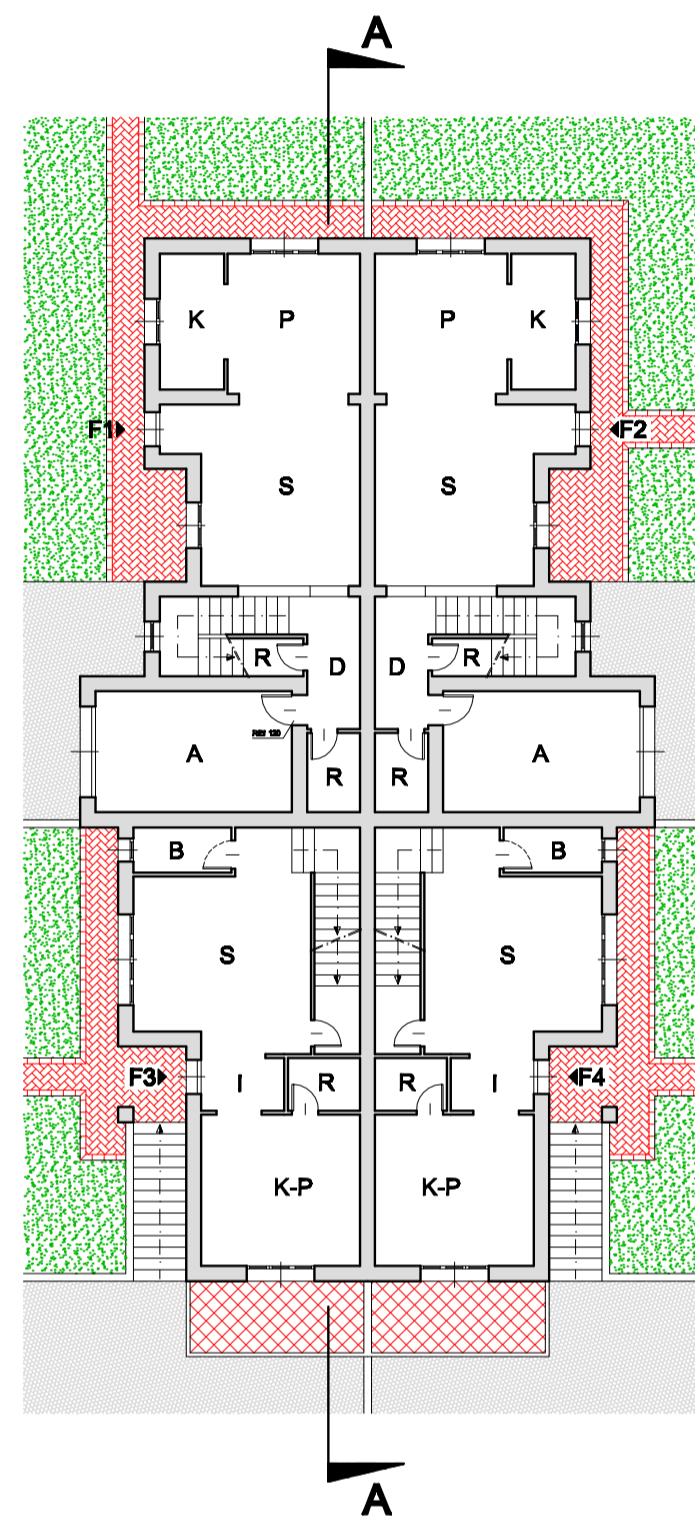 A
K P P K
F1 F2
S S
R D D R
A R R A
B B
S S
F3 I R R I F4
K-P K-P
A